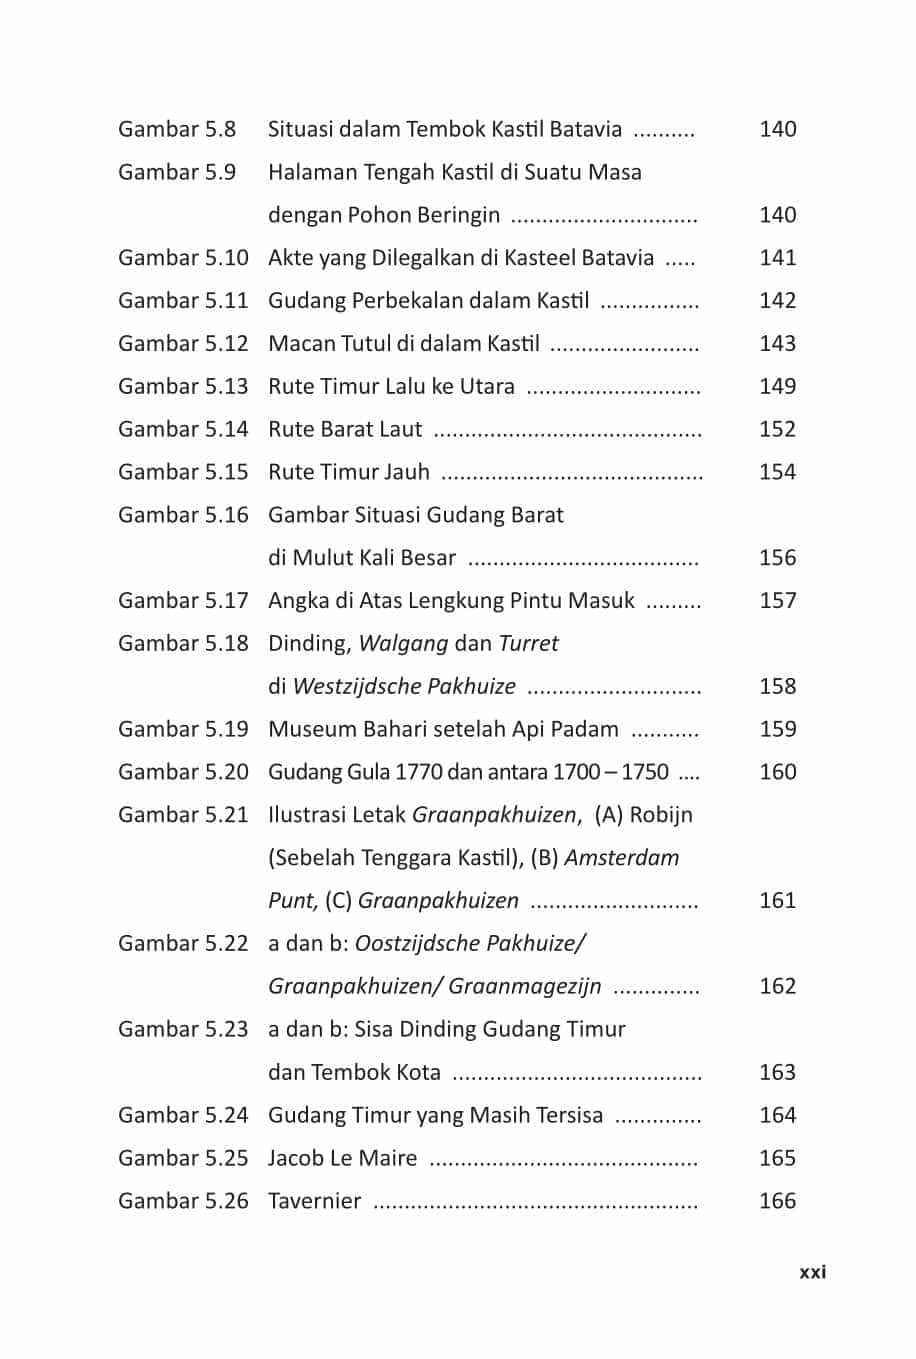 Gambar 5.8 Situasi dalam Tembok Kastil Batavia .......... 140
Gambar 5.9 Halaman Tengah Kastil di Suatu Masa
dengan Pohon Beringin .............................. 140
Gambar 5.10 Akte yang Dilegalkan di Kasteel Batavia ..... 141
Gambar 5.11 Gudang Perbekalan dalam Kastil ................ 142
Gambar 5.12 Macan Tutul di dalam Kastil ........................ 143
Gambar 5.13 Rute Timur Lalu ke Utara ............................ 149
Gambar 5.14 Rute Barat Laut ........................................... 152
Gambar 5.15 Rute Timur Jauh .......................................... 154
Gambar 5.16 Gambar Situasi Gudang Barat
di Mulut Kali Besar ..................................... 156
Gambar 5.17 Angka di Atas Lengkung Pintu Masuk ......... 157
Gambar 5.18 Dinding, Walgang dan Turret
di Westzijdsche Pakhuize ............................ 158
Gambar 5.19 Museum Bahari setelah Api Padam ........... 159
Gambar 5.20 Gudang Gula 1770 dan antara 1700 – 1750 .... 160
Gambar 5.21 Ilustrasi Letak Graanpakhuizen, (A) Robijn
(Sebelah Tenggara Kastil), (B) Amsterdam
Punt, (C) Graanpakhuizen ........................... 161
Gambar 5.22 a dan b: Oostzijdsche Pakhuize/
Graanpakhuizen/ Graanmagezijn .............. 162
Gambar 5.23 a dan b: Sisa Dinding Gudang Timur
dan Tembok Kota ........................................ 163
Gambar 5.24 Gudang Timur yang Masih Tersisa .............. 164
Gambar 5.25 Jacob Le Maire ........................................... 165
Gambar 5.26 Tavernier .................................................... 166
xxi